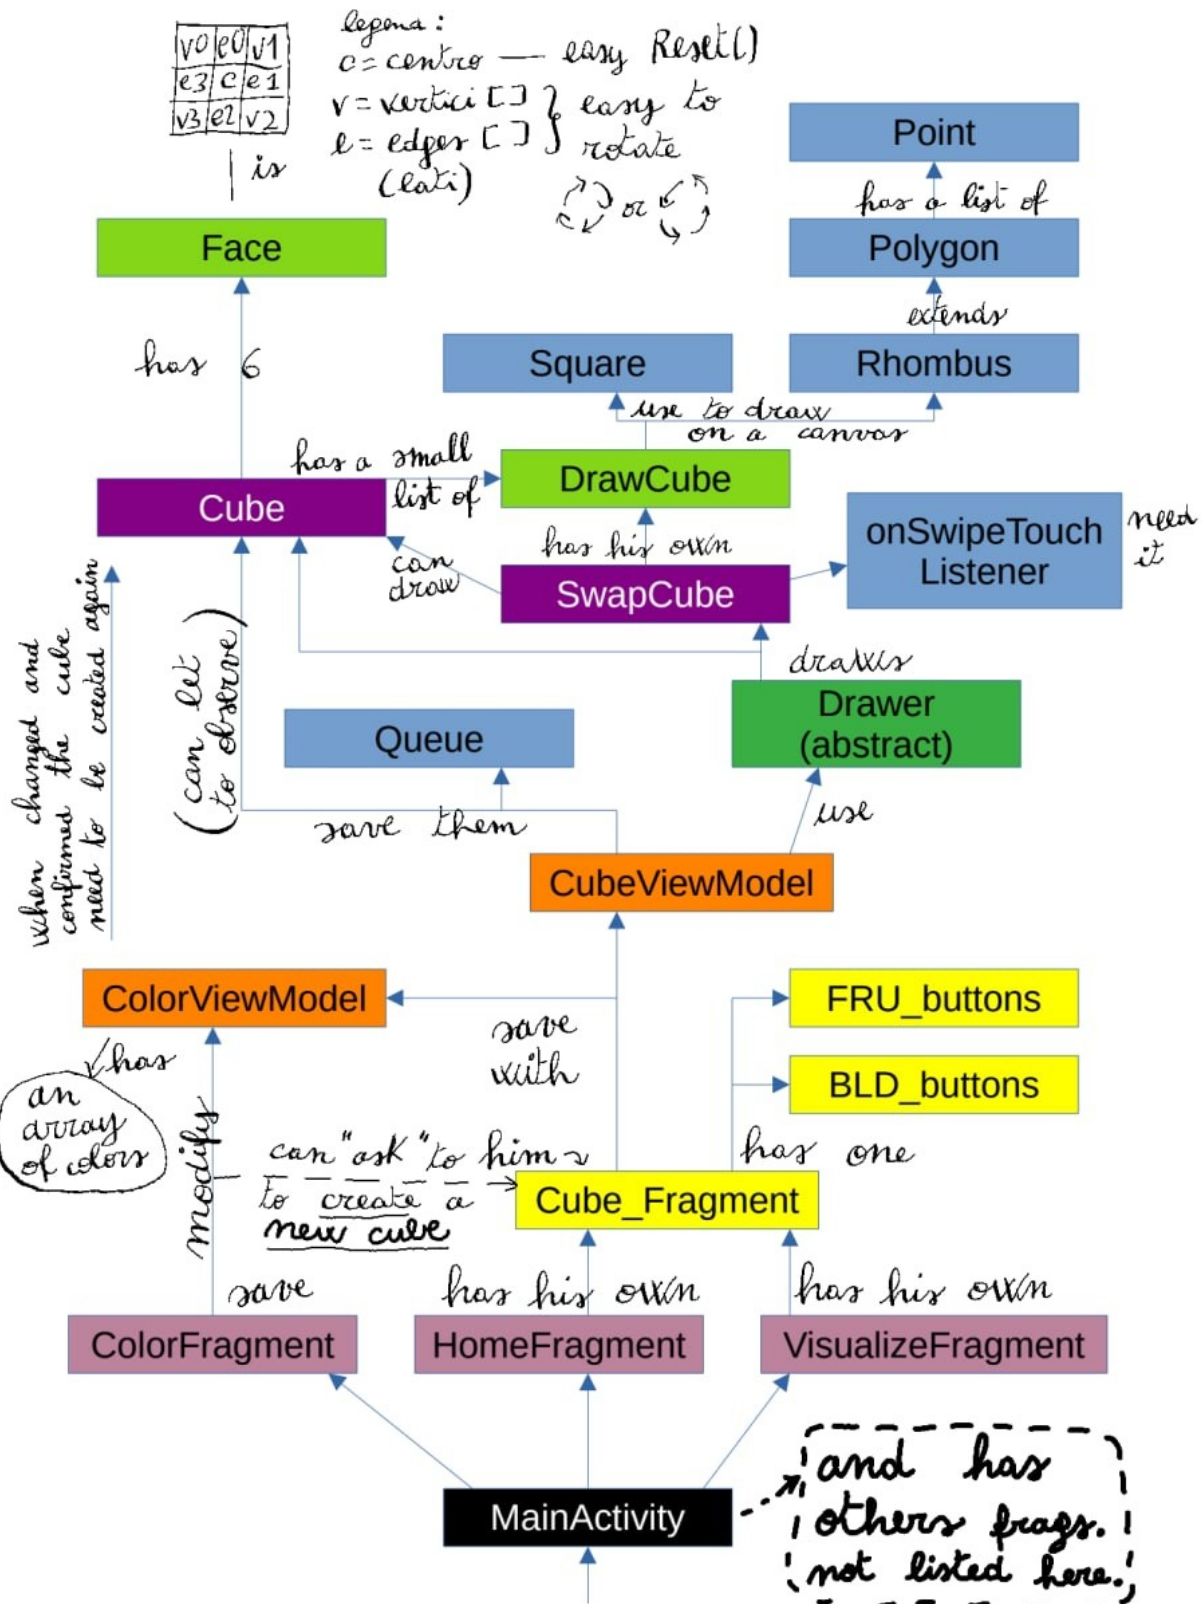 legena:
v0 e0 v1
e3 c e1
v3 e2 v2
c = centro — easy Reset()
v = vertici [] } easy to
e = edges [] } rotate
(lati)
or
is
Point
has a list of
Face
Polygon
extends
has 6
Square
Rhombus
use to draw
on a canvas
has a small
list of
DrawCube
Cube
has his own
can
draw
onSwipeTouch
Listener
need
it
SwapCube
draws
when changed and
confirmed the cube
need to be created again
(can let
to observe)
Drawer
(abstract)
Queue
save them
use
CubeViewModel
ColorViewModel
FRU_buttons
save
with
has
an
array
of colors
BLD_buttons
modify
can "ask" to him
to create a
new cube
has one
Cube_Fragment
save
has his own
has his own
ColorFragment
HomeFragment
VisualizeFragment
and has
others frags.
not listed here.
MainActivity